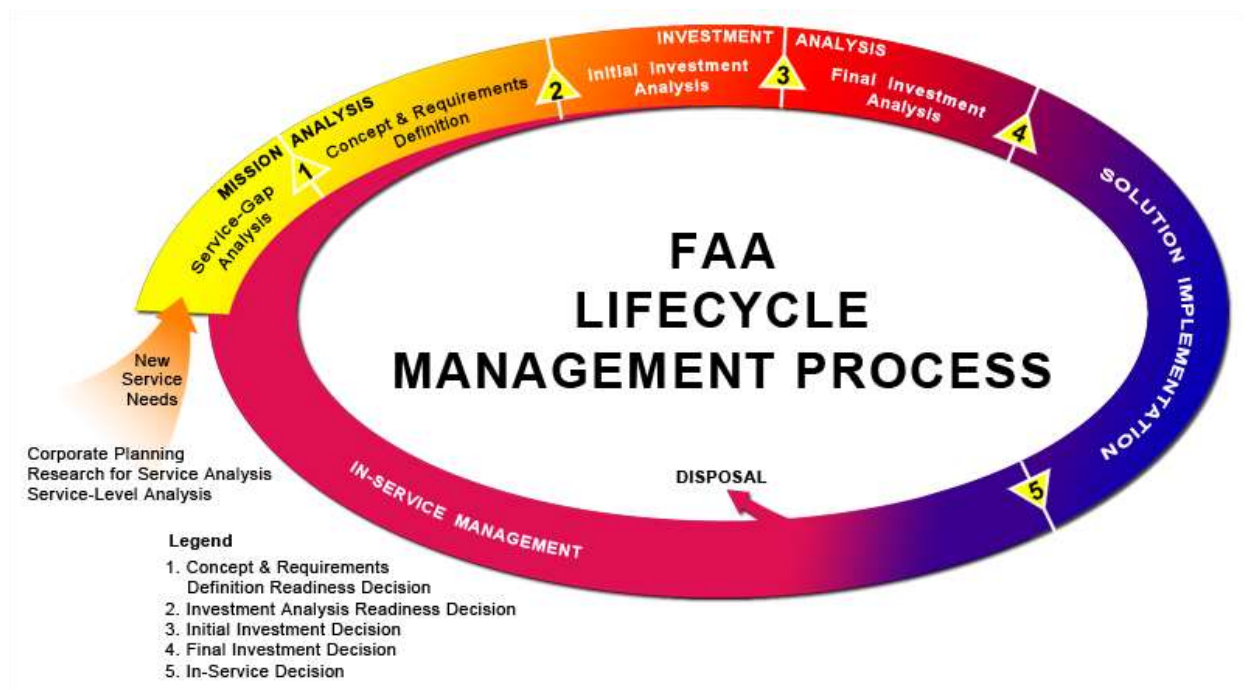 MISSION ANALYSIS
Service-Gap
Analysis
1
Concept & Requirements
Definition
2
INVESTMENT ANALYSIS
Initial Investment
Analysis
3
Final Investment
Analysis
4
SOLUTION IMPLEMENTATION
5
IN-SERVICE MANAGEMENT
DISPOSAL
FAA
LIFECYCLE
MANAGEMENT PROCESS
New
Service
Needs
Corporate Planning
Research for Service Analysis
Service-Level Analysis
Legend
1. Concept & Requirements
Definition Readiness Decision
2. Investment Analysis Readiness Decision
3. Initial Investment Decision
4. Final Investment Decision
5. In-Service Decision